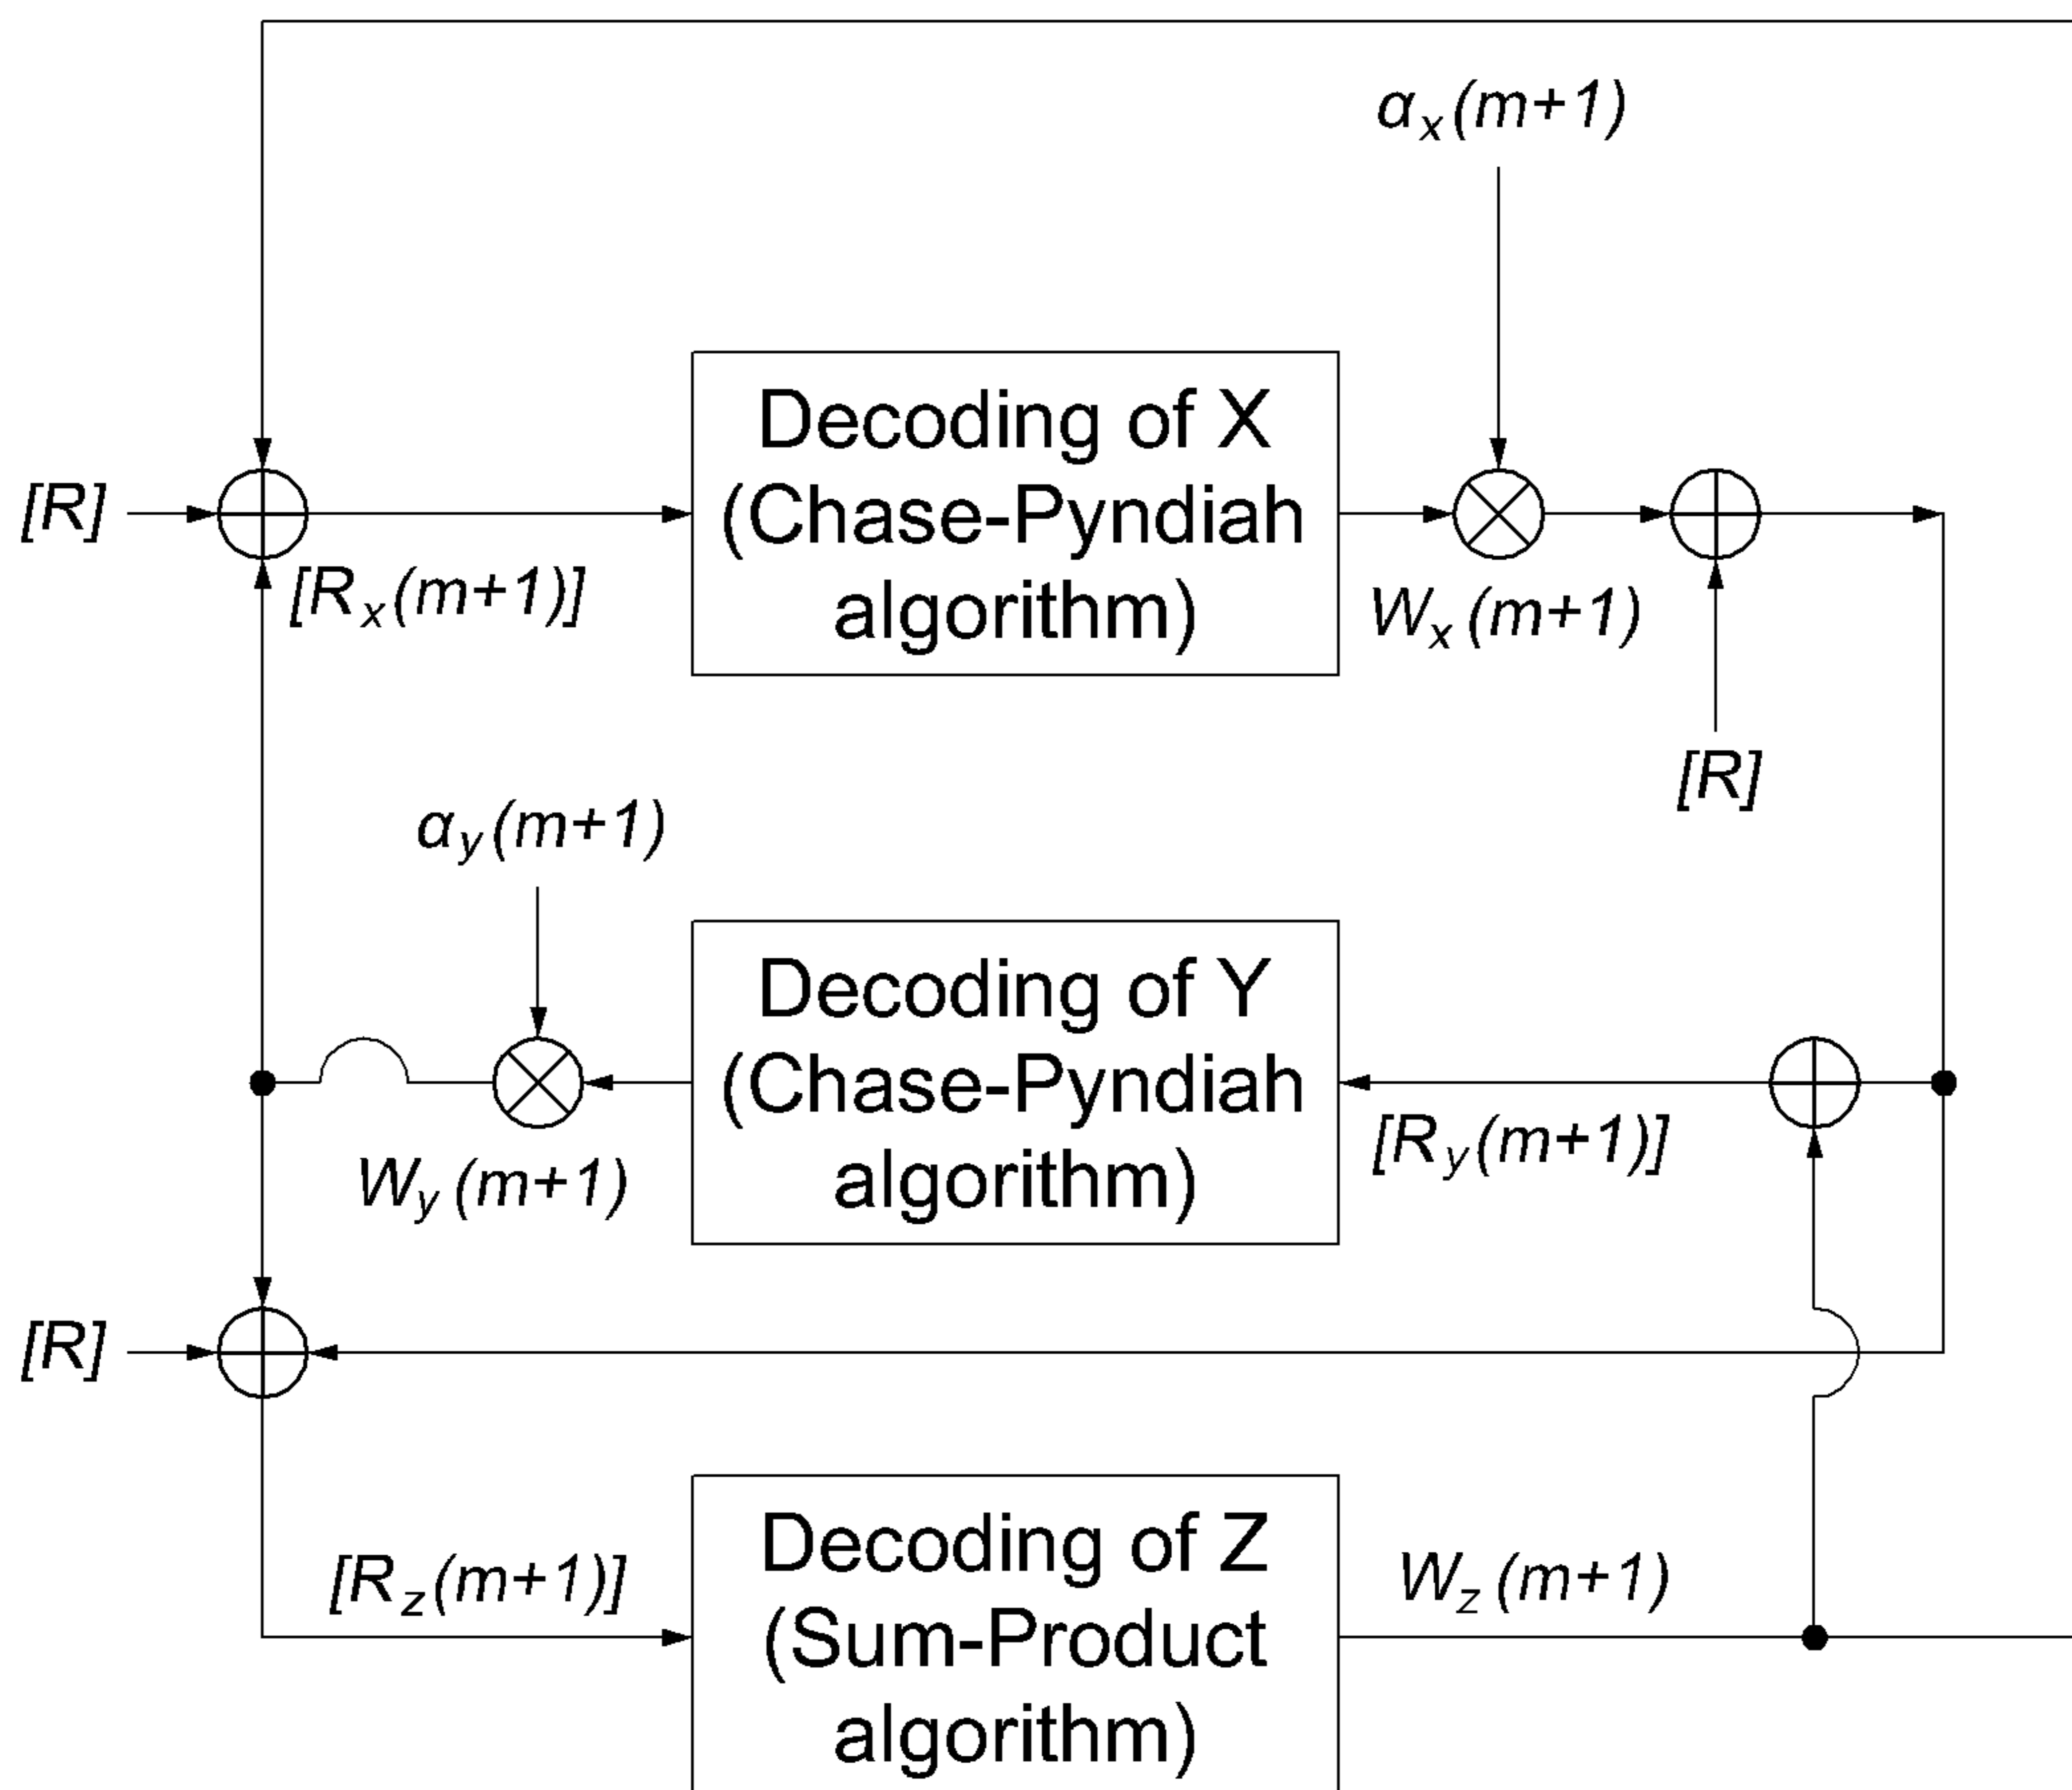 αx(m+1)
Decoding of X
(Chase-Pyndiah
algorithm)
[R]
[Rx(m+1)]
Wx(m+1)
[R]
αy(m+1)
Decoding of Y
(Chase-Pyndiah
algorithm)
[Ry(m+1)]
Wy(m+1)
[R]
[Rz(m+1)]
Decoding of Z
(Sum-Product
algorithm)
Wz(m+1)